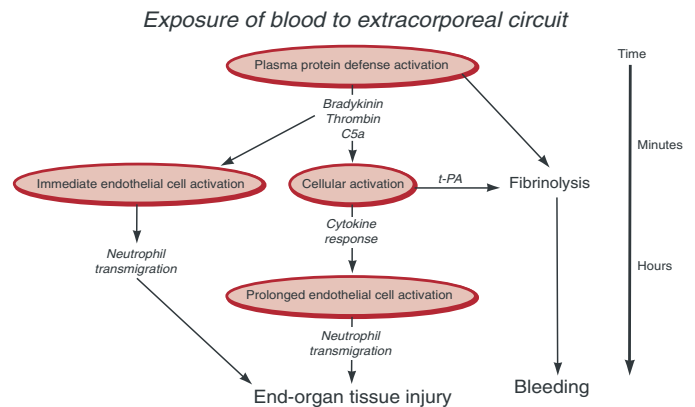 Exposure of blood to extracorporeal circuit
Time
Plasma protein defense activation
Bradykinin
Thrombin
C5a
Minutes
Immediate endothelial cell activation
Cellular activation
t-PA
Fibrinolysis
Cytokine
response
Neutrophil
transmigration
Hours
Prolonged endothelial cell activation
Neutrophil
transmigration
End-organ tissue injury
Bleeding